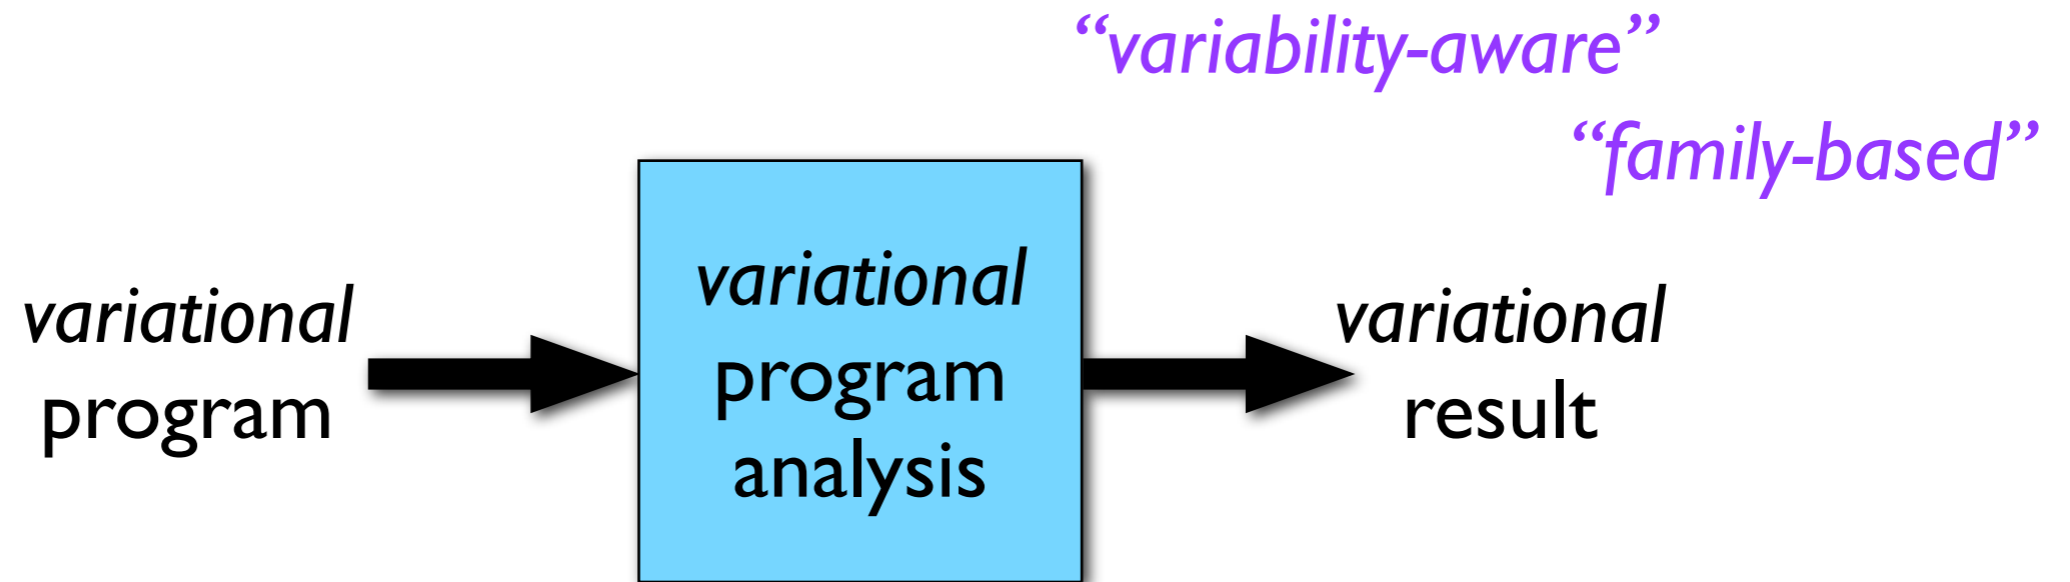 “variability-aware”
“family-based”
variational
program
variational
program
analysis
variational
result